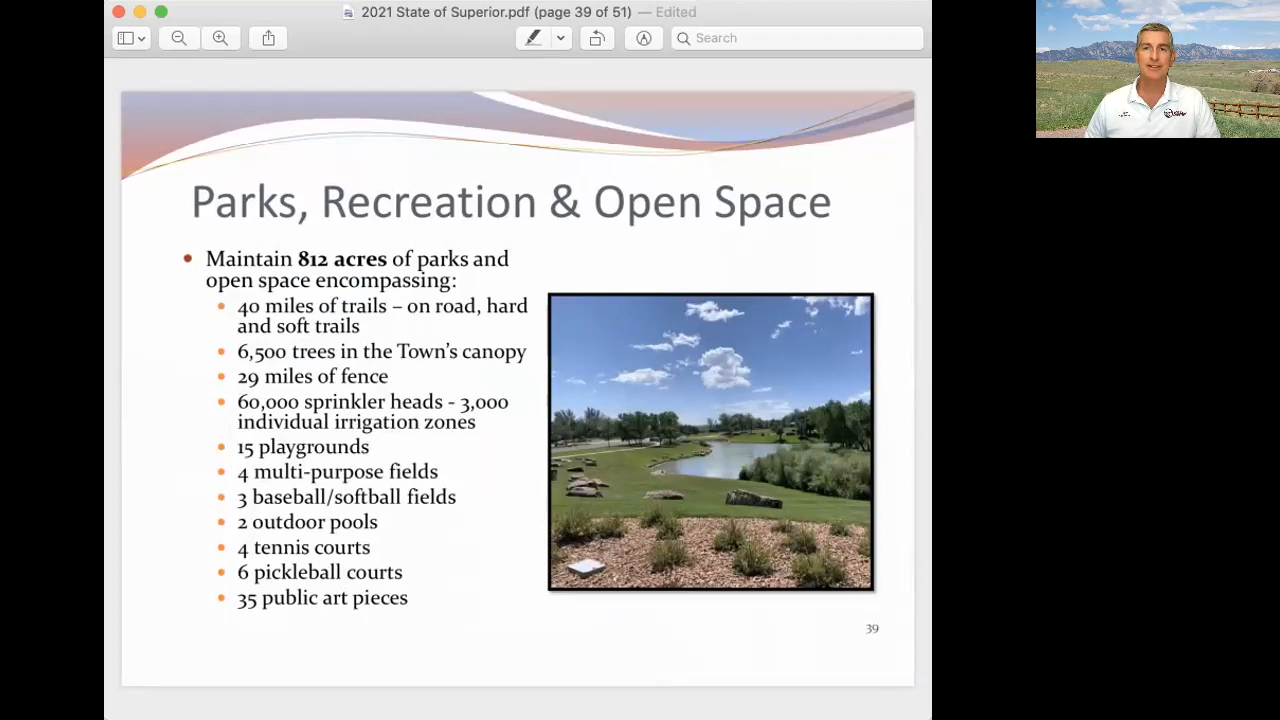 2021 State of Superior.pdf (page 39 of 51) — Edited
Search
Parks, Recreation & Open Space
• Maintain 812 acres of parks and
open space encompassing:
• 40 miles of trails – on road, hard
and soft trails
• 6,500 trees in the Town's canopy
• 29 miles of fence
• 60,000 sprinkler heads - 3,000
individual irrigation zones
• 15 playgrounds
• 4 multi-purpose fields
• 3 baseball/softball fields
• 2 outdoor pools
• 4 tennis courts
• 6 pickleball courts
• 35 public art pieces
39